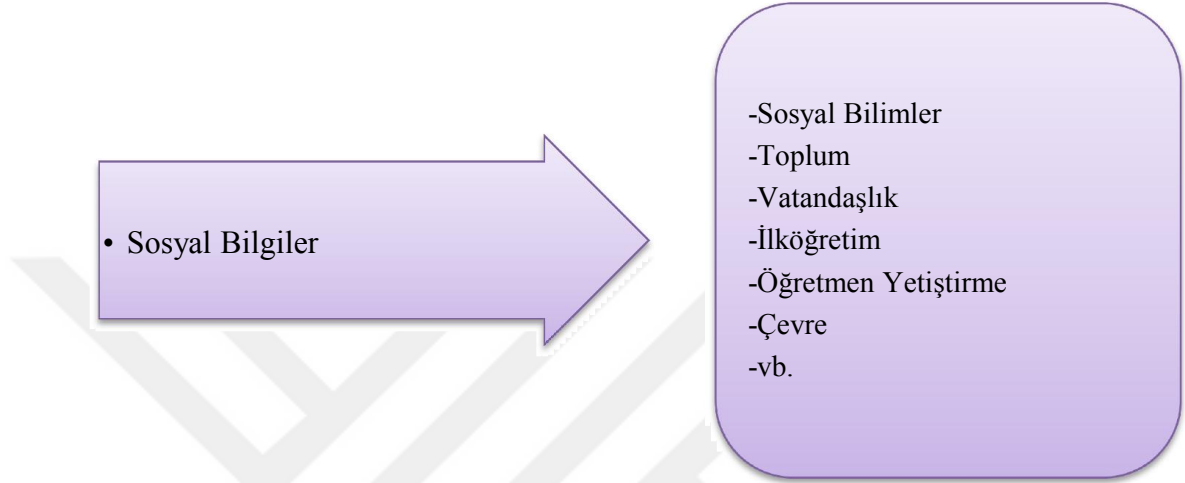 • Sosyal Bilgiler
-Sosyal Bilimler
-Toplum
-Vatandaşlık
-İlköğretim
-Öğretmen Yetiştirme
-Çevre
-vb.